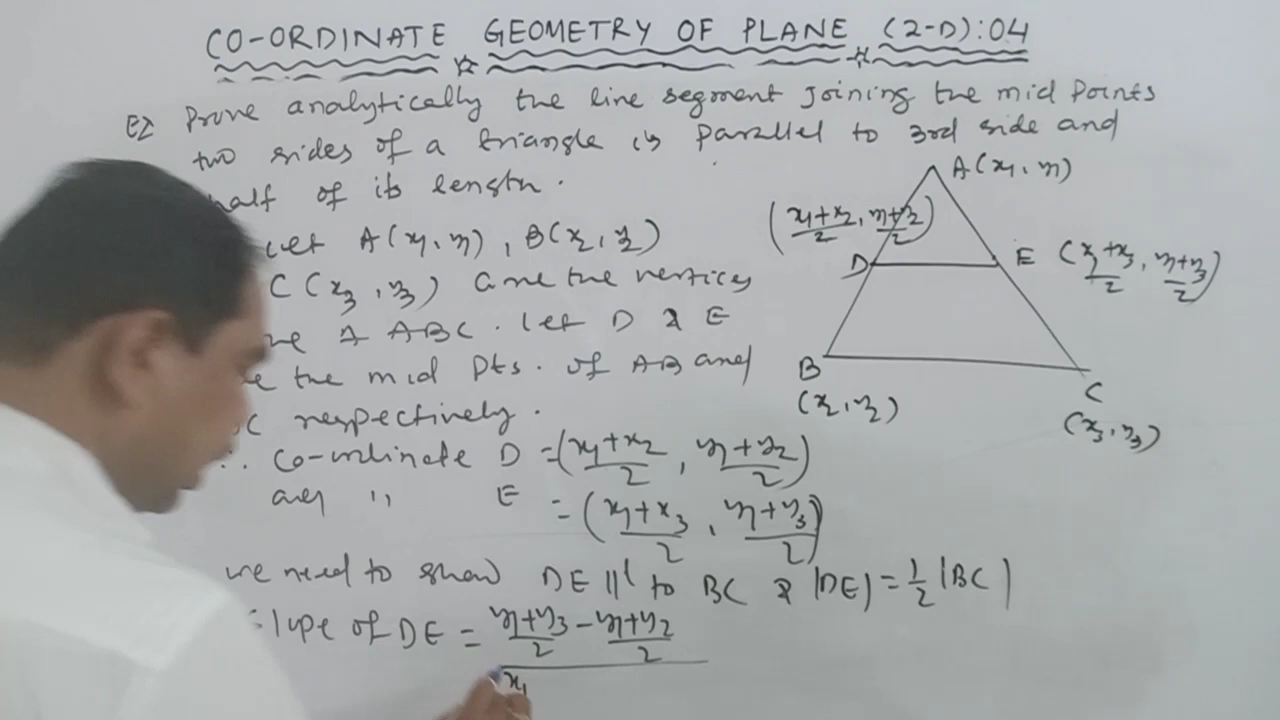 CO-ORDINATE GEOMETRY OF PLANE (2-D):04
Ex Prove analytically the line segment joining the mid points
two sides of a triangle is parallel to 3rd side and
half of its length.
Let A(x₁, y₁), B(x₂, y₂)
C(x₃, y₃) are the vertices
Δ ABC. Let D & E
the mid pts. of AB and
respectively.
∴ co-ordinate D = ((x₁+x₂)/2, (y₁+y₂)/2)
and " E = ((x₁+x₃)/2, (y₁+y₃)/2)
we need to show DE ||l to BC & |DE| = 1/2 |BC|
Slope of DE = (y₁+y₃)/2 - (y₁+y₂)/2
x₁
A(x₁, y₁)
((x₁+x₂)/2, (y₁+y₂)/2)
D
E ((x₁+x₃)/2, (y₁+y₃)/2)
B
(x₂, y₂)
C
(x₃, y₃)